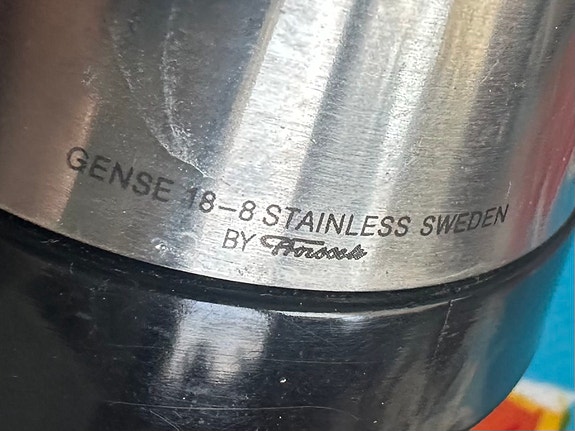 GENSE 18-8 STAINLESS SWEDEN
BY